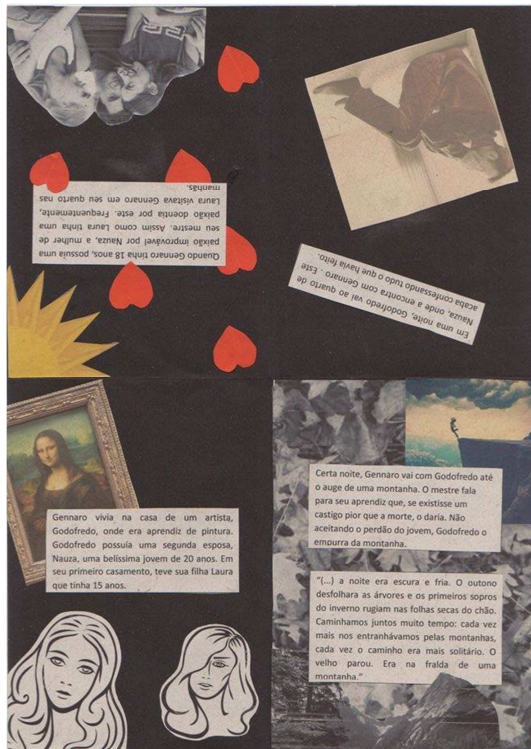 Quando Gennaro tinha 18 anos, possuía uma
paixão improvável por Nauza, a mulher de
seu mestre. Assim como Laura tinha uma
paixão doentia por este. Frequentemente,
Laura visitava Gennaro em seu quarto nas
manhãs.
Em uma noite, Godofredo vai ao quarto de
Nauza, onde a encontra com Gennaro . Este
acaba confessando tudo o que havia feito.
Gennaro vivia na casa de um artista,
Godofredo, onde era aprendiz de pintura.
Godofredo possuía uma segunda esposa,
Nauza, uma belíssima jovem de 20 anos. Em
seu primeiro casamento, teve sua filha Laura
que tinha 15 anos.
Certa noite, Gennaro vai com Godofredo até
o auge de uma montanha. O mestre fala
para seu aprendiz que, se existisse um
castigo pior que a morte, o daria. Não
aceitando o perdão do jovem, Godofredo o
empurra da montanha.
"(...) a noite era escura e fria. O outono
desfolhara as árvores e os primeiros sopros
do inverno rugiam nas folhas secas do chão.
Caminhamos juntos muito tempo: cada vez
mais nos entranhávamos pelas montanhas,
cada vez o caminho era mais solitário. O
velho parou. Era na fralda de uma
montanha."